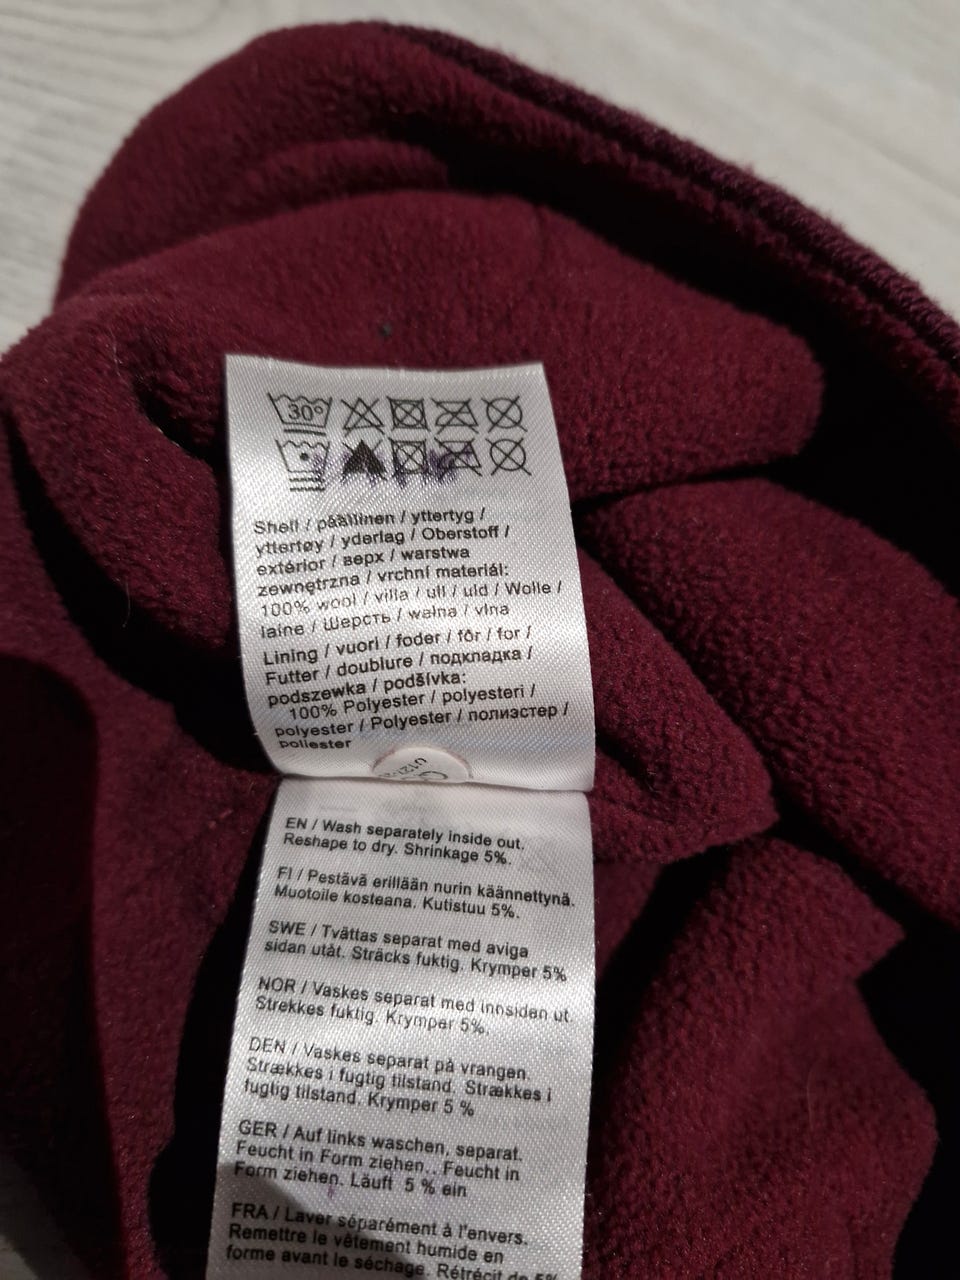 30°
Shell / päällinen / yttertyg /
yttertøy / yderlag / Oberstoff /
extérior / верх / warstwa
zewnętrzna / vrchní materiál:
100% wool / villa / ull / uld / Wolle /
laine / Шерсть / wałna / vlna
Lining / vuori / foder / fôr / for /
Futter / doublure / подкладка /
podszewka / podšívka:
100% Polyester / polyesteri /
polyester / Polyester / полиэстер /
poliester
EN / Wash separately inside out.
Reshape to dry. Shrinkage 5%.
FI / Pestävä erillään nurin käännettynä.
Muotoile kosteana. Kutistuu 5%.
SWE / Tvättas separat med aviga
sidan utåt. Sträcks fuktig. Krymper 5%
NOR / Vaskes separat med innsiden ut.
Strekkes fuktig. Krymper 5%.
DEN / Vaskes separat på vrangen.
Strækkes i fugtig tilstand. Strækkes i
fugtig tilstand. Krymper 5 %
GER / Auf links waschen, separat.
Feucht in Form ziehen.. Feucht in
Form ziehen. Läuft 5 % ein
FRA / Laver séparément à l'envers.
Remettre le vêtement humide en
forme avant le séchage. Rétrécit de 5%